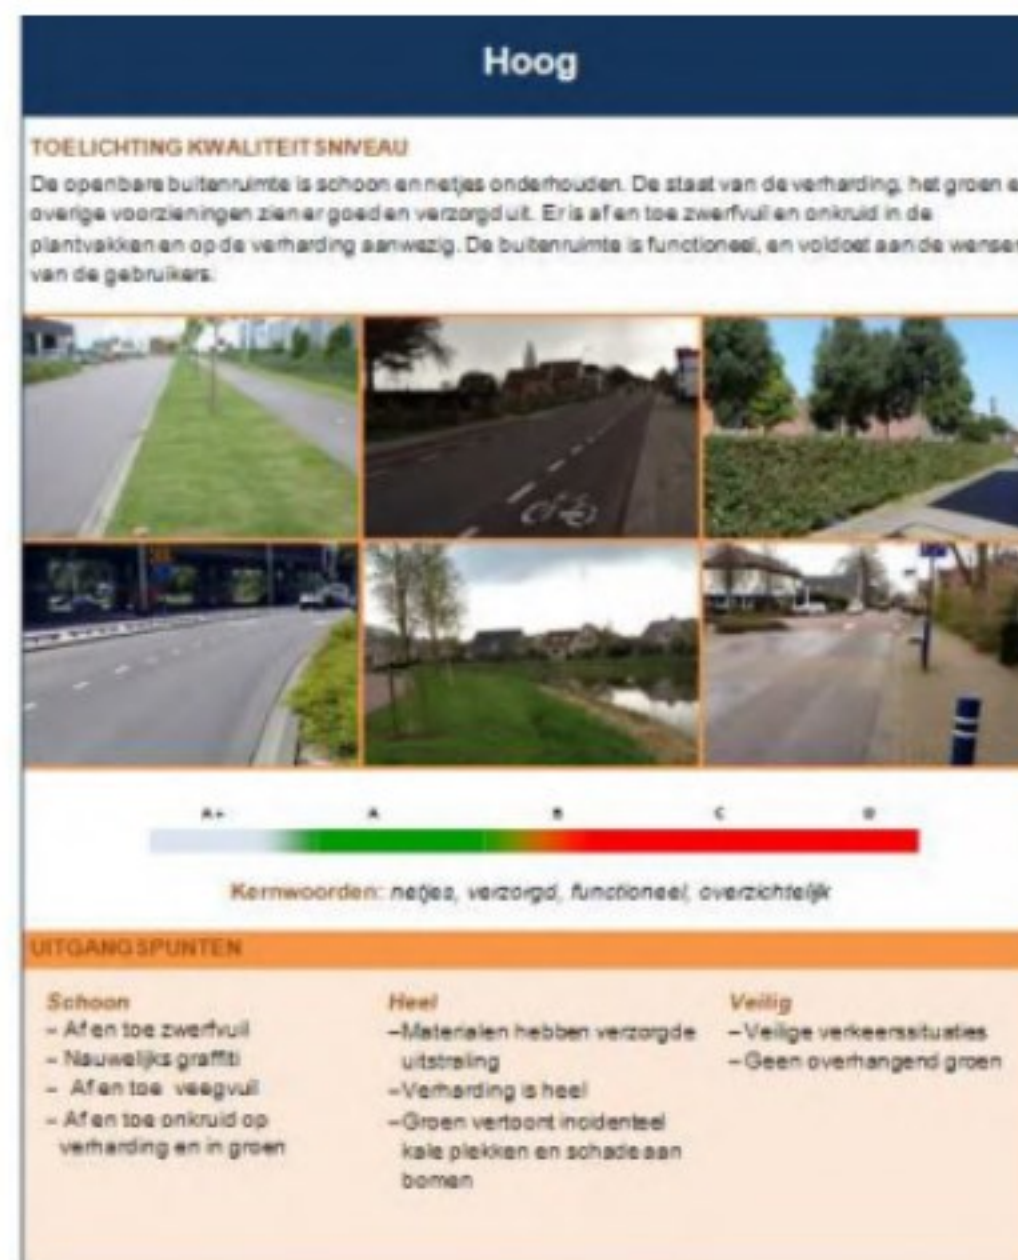 Hoog
TOELICHTING KWALITEITSNIVEAU
De openbare buitenruimte is schoon en netjes onderhouden. De staat van de verharding, het groen e
overige voorzieningen zien er goed en verzorgd uit. Er is af en toe zwerfvuil en onkruid in de
plantvakken en op de verharding aanwezig. De buitenruimte is functioneel, en voldoet aan de wensen
van de gebruikers.
A+ A B C D
Kernwoorden: netjes, verzorgd, functioneel, overzichtelijk
UITGANGSPUNTEN
Schoon
– Af en toe zwerfvuil
– Nauwelijks graffiti
– Af en toe veegvuil
– Af en toe onkruid op
verharding en in groen
Heel
– Materialen hebben verzorgde
uitstraling
– Verharding is heel
– Groen vertoont incidenteel
kale plekken en schade aan
bomen
Veilig
– Veilige verkeerssituaties
– Geen overhangend groen